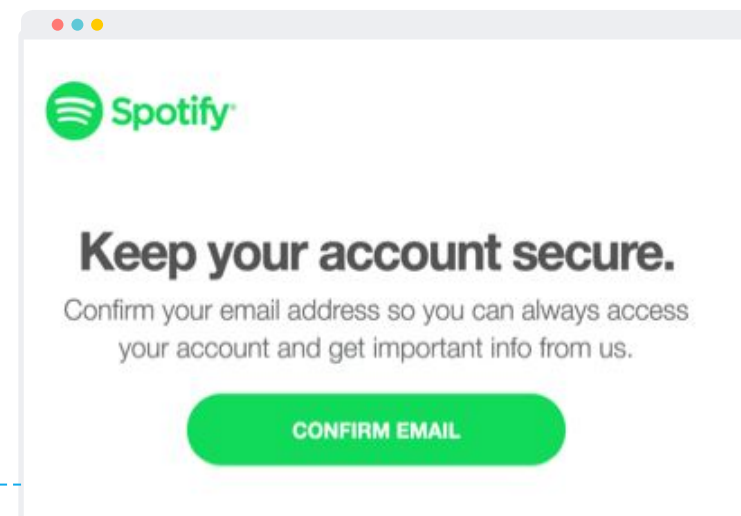 Spotify
Keep your account secure.
Confirm your email address so you can always access
your account and get important info from us.
CONFIRM EMAIL